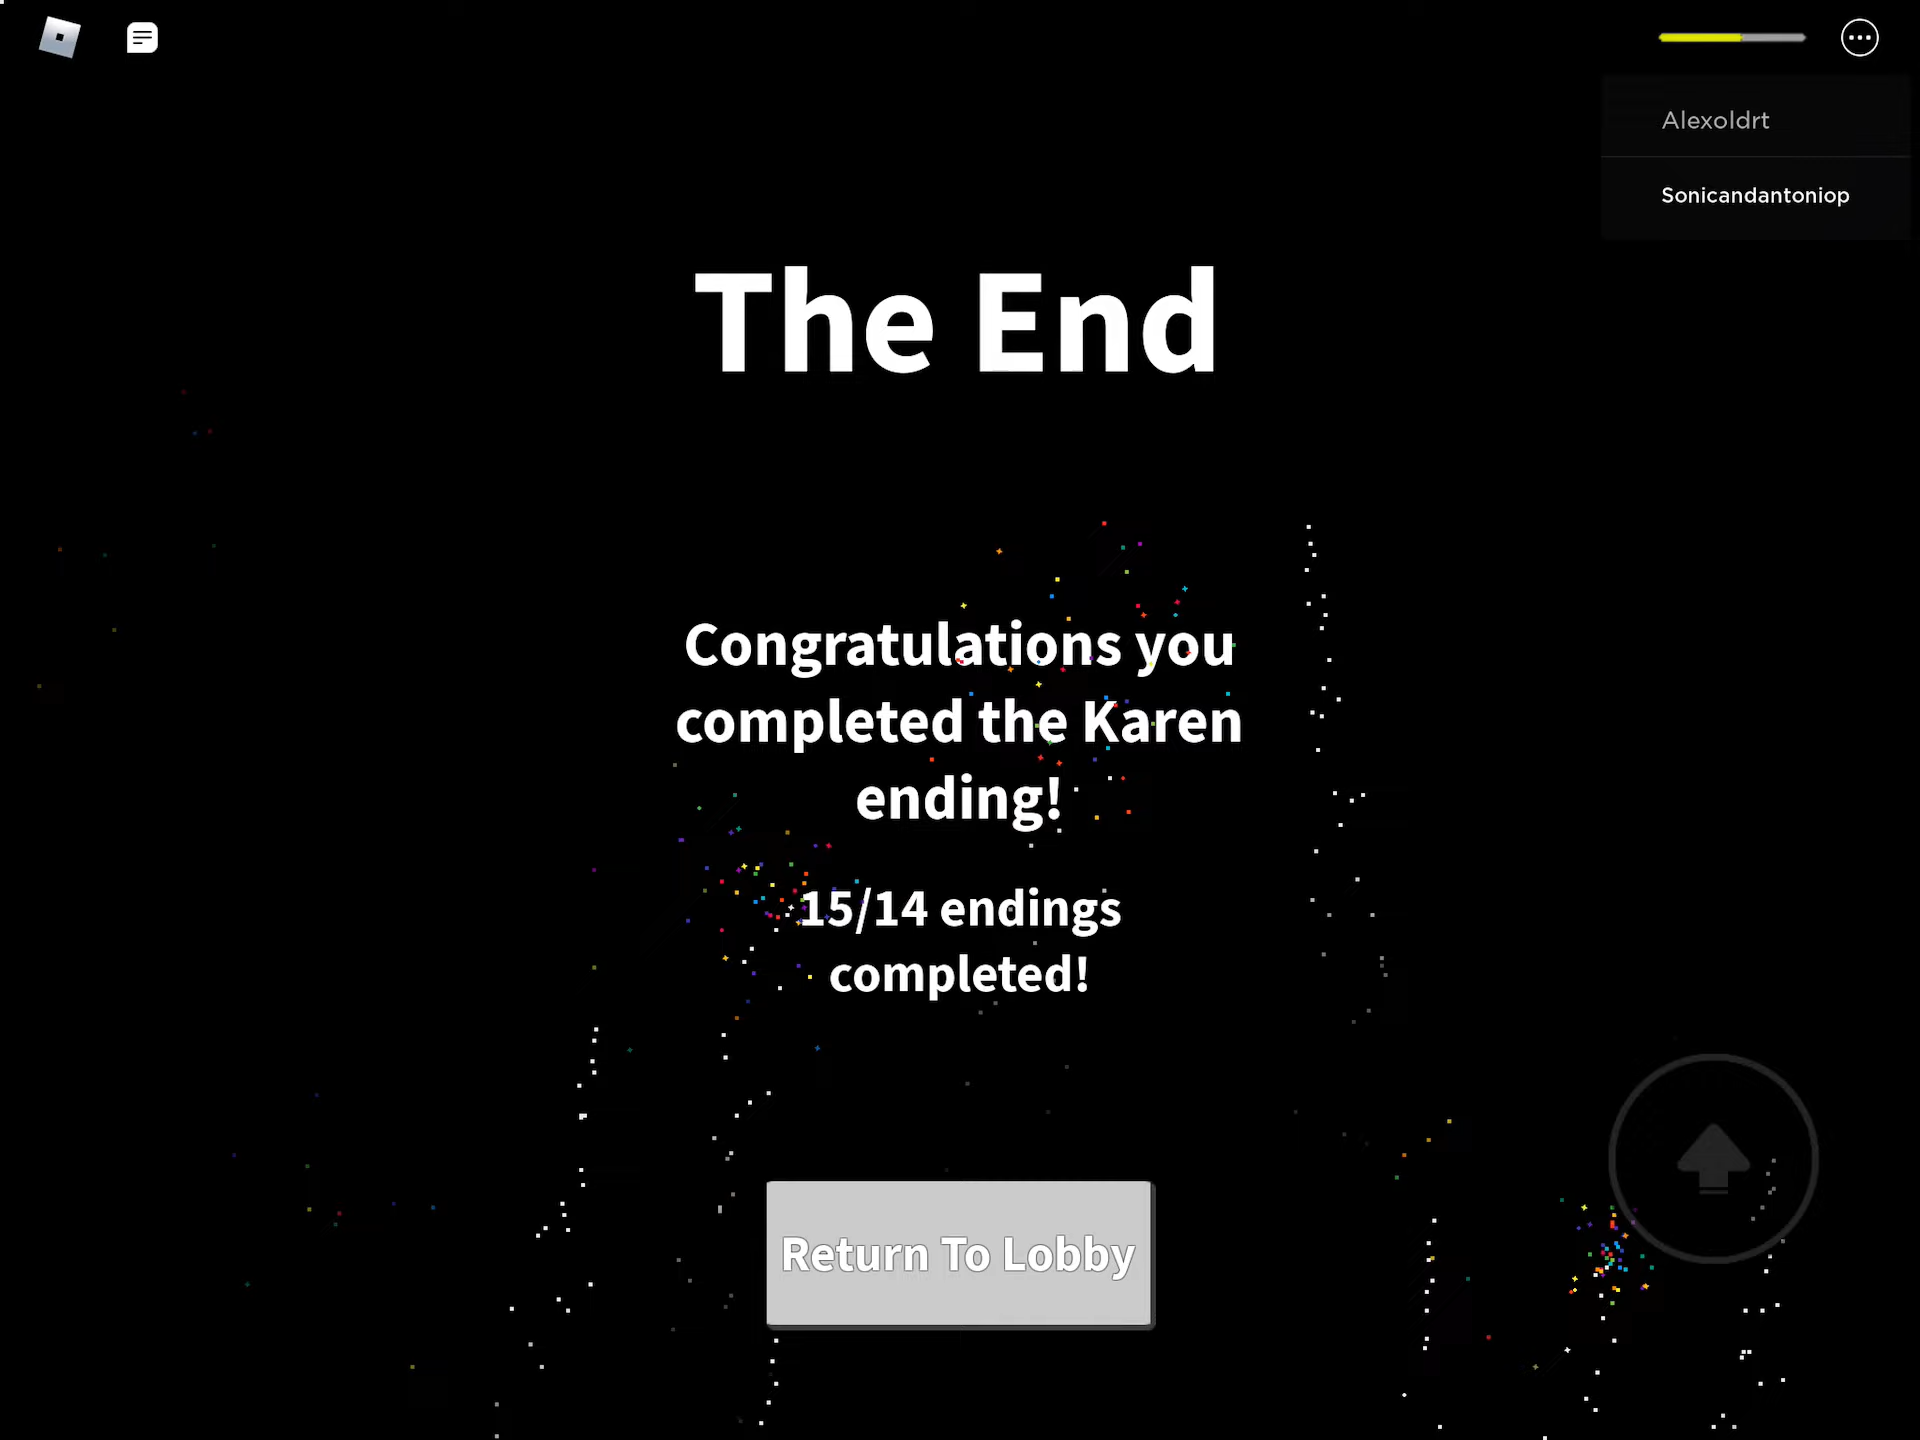 Alexoldrt
Sonicandantoniop
The End
Congratulations you
completed the Karen
ending!
15/14 endings
completed!
Return To Lobby